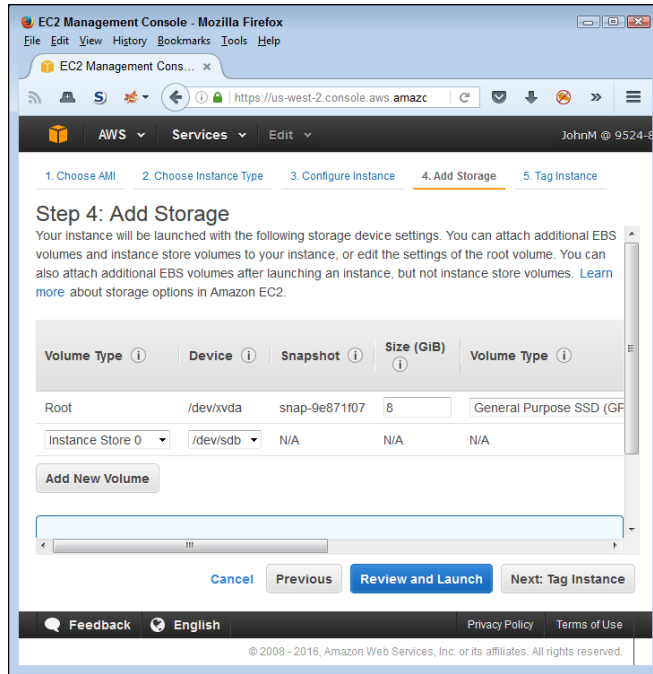 EC2 Management Console - Mozilla Firefox
File Edit View History Bookmarks Tools Help
EC2 Management Cons... ×
https://us-west-2.console.aws.amazc
AWS Services Edit JohnM @ 9524-8
1. Choose AMI 2. Choose Instance Type 3. Configure Instance 4. Add Storage 5. Tag Instance
Step 4: Add Storage
Your instance will be launched with the following storage device settings. You can attach additional EBS
volumes and instance store volumes to your instance, or edit the settings of the root volume. You can
also attach additional EBS volumes after launching an instance, but not instance store volumes. Learn
more about storage options in Amazon EC2.
Volume Type i Device i Snapshot i Size (GiB) i Volume Type i
Root /dev/xvda snap-9e871f07 8 General Purpose SSD (GP
Instance Store 0 /dev/sdb N/A N/A N/A
Add New Volume
Cancel Previous Review and Launch Next: Tag Instance
Feedback English Privacy Policy Terms of Use
© 2008 - 2016, Amazon Web Services, Inc. or its affiliates. All rights reserved.